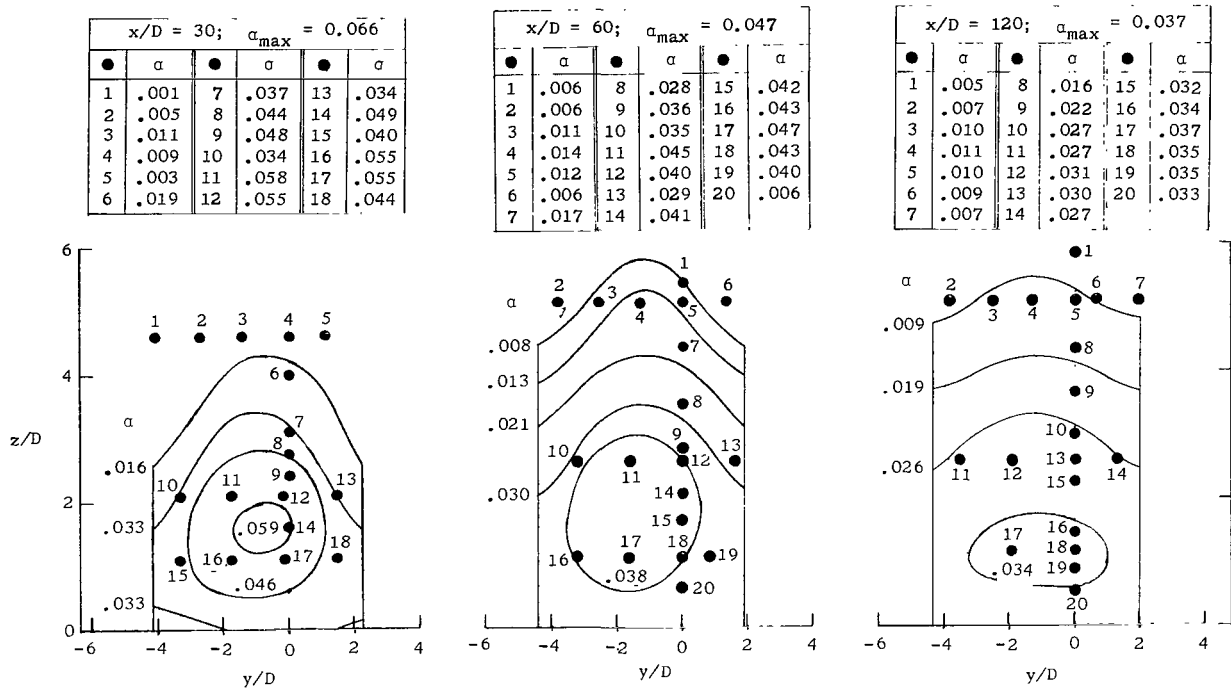 x/D = 30; α max = 0.066
● α ● α ● α
1 .001 7 .037 13 .034
2 .005 8 .044 14 .049
3 .011 9 .048 15 .040
4 .009 10 .034 16 .055
5 .003 11 .058 17 .055
6 .019 12 .055 18 .044
x/D = 60; α max = 0.047
● α ● α ● α
1 .006 8 .028 15 .042
2 .006 9 .036 16 .043
3 .011 10 .035 17 .047
4 .014 11 .045 18 .043
5 .012 12 .040 19 .040
6 .006 13 .029 20 .006
7 .017 14 .041
x/D = 120; α max = 0.037
● α ● α ● α
1 .005 8 .016 15 .032
2 .007 9 .022 16 .034
3 .010 10 .027 17 .037
4 .011 11 .027 18 .035
5 .010 12 .031 19 .035
6 .009 13 .030 20 .033
7 .007 14 .027
6
4
z/D
2
0
α
1 2 3 4 5
6
7
8
.016
10 11 9 12 13
.033
.059 14
15 16 17 18
.046
.033
-6 -4 -2 0 2 4
y/D
α
1
2 3 4 5 6
.008
7
.013
8
.021
9
10 11 12 13
.030
14
15
16 17 18 19
.038
20
-6 -4 -2 0 2 4
y/D
α
1
2 3 4 5 6 7
.009
8
.019
9
10
.026
11 12 13 14
15
16
17 18
.034 19
20
-6 -4 -2 0 2 4
y/D